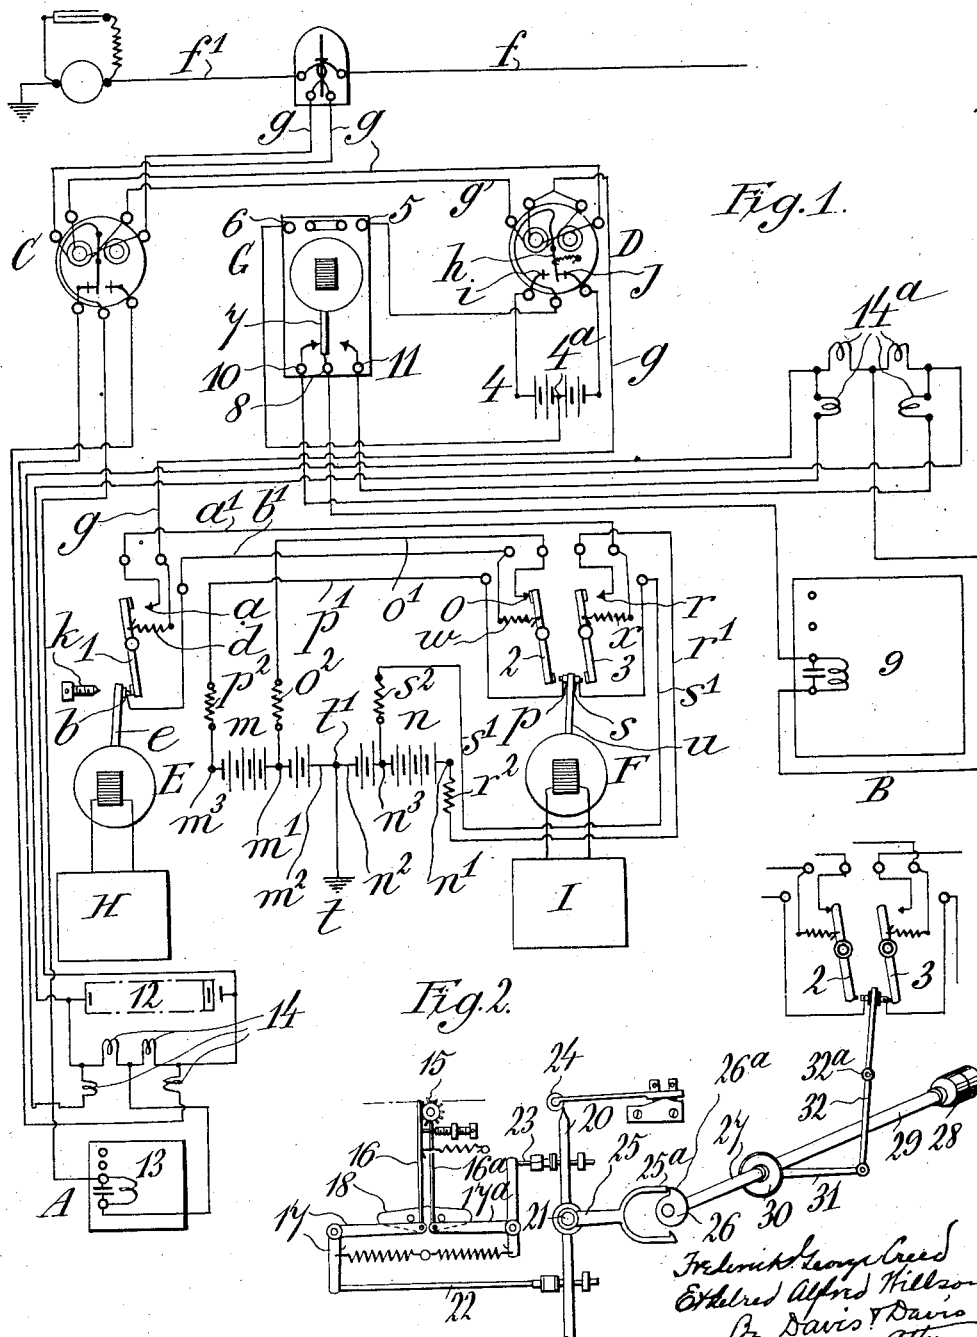 f¹
f
g
g
g
g
C
6
5
G
D
h
i
J
7
10
8
11
4
4ᵃ
g
Fig. 1.
14ᵃ
g
a¹
b¹
a
d
k
1
b
e
E
p¹
o¹
p²
o²
m
t¹
s²
n
o
w
2
r
x
3
p
s
u
F
r¹
s¹
s¹
r²
m³
m¹
m²
t
n²
n³
n¹
9
B
H
I
12
14
13
A
Fig. 2.
15
16
16ᵃ
18
17
17ᵃ
22
23
24
20
21
25
25ᵃ
26ᵃ
26
27
30
31
32ᵃ
32
29
28
2
3
Frederick George Creed
Ethelred Alfred Willson
By Davis & Davis